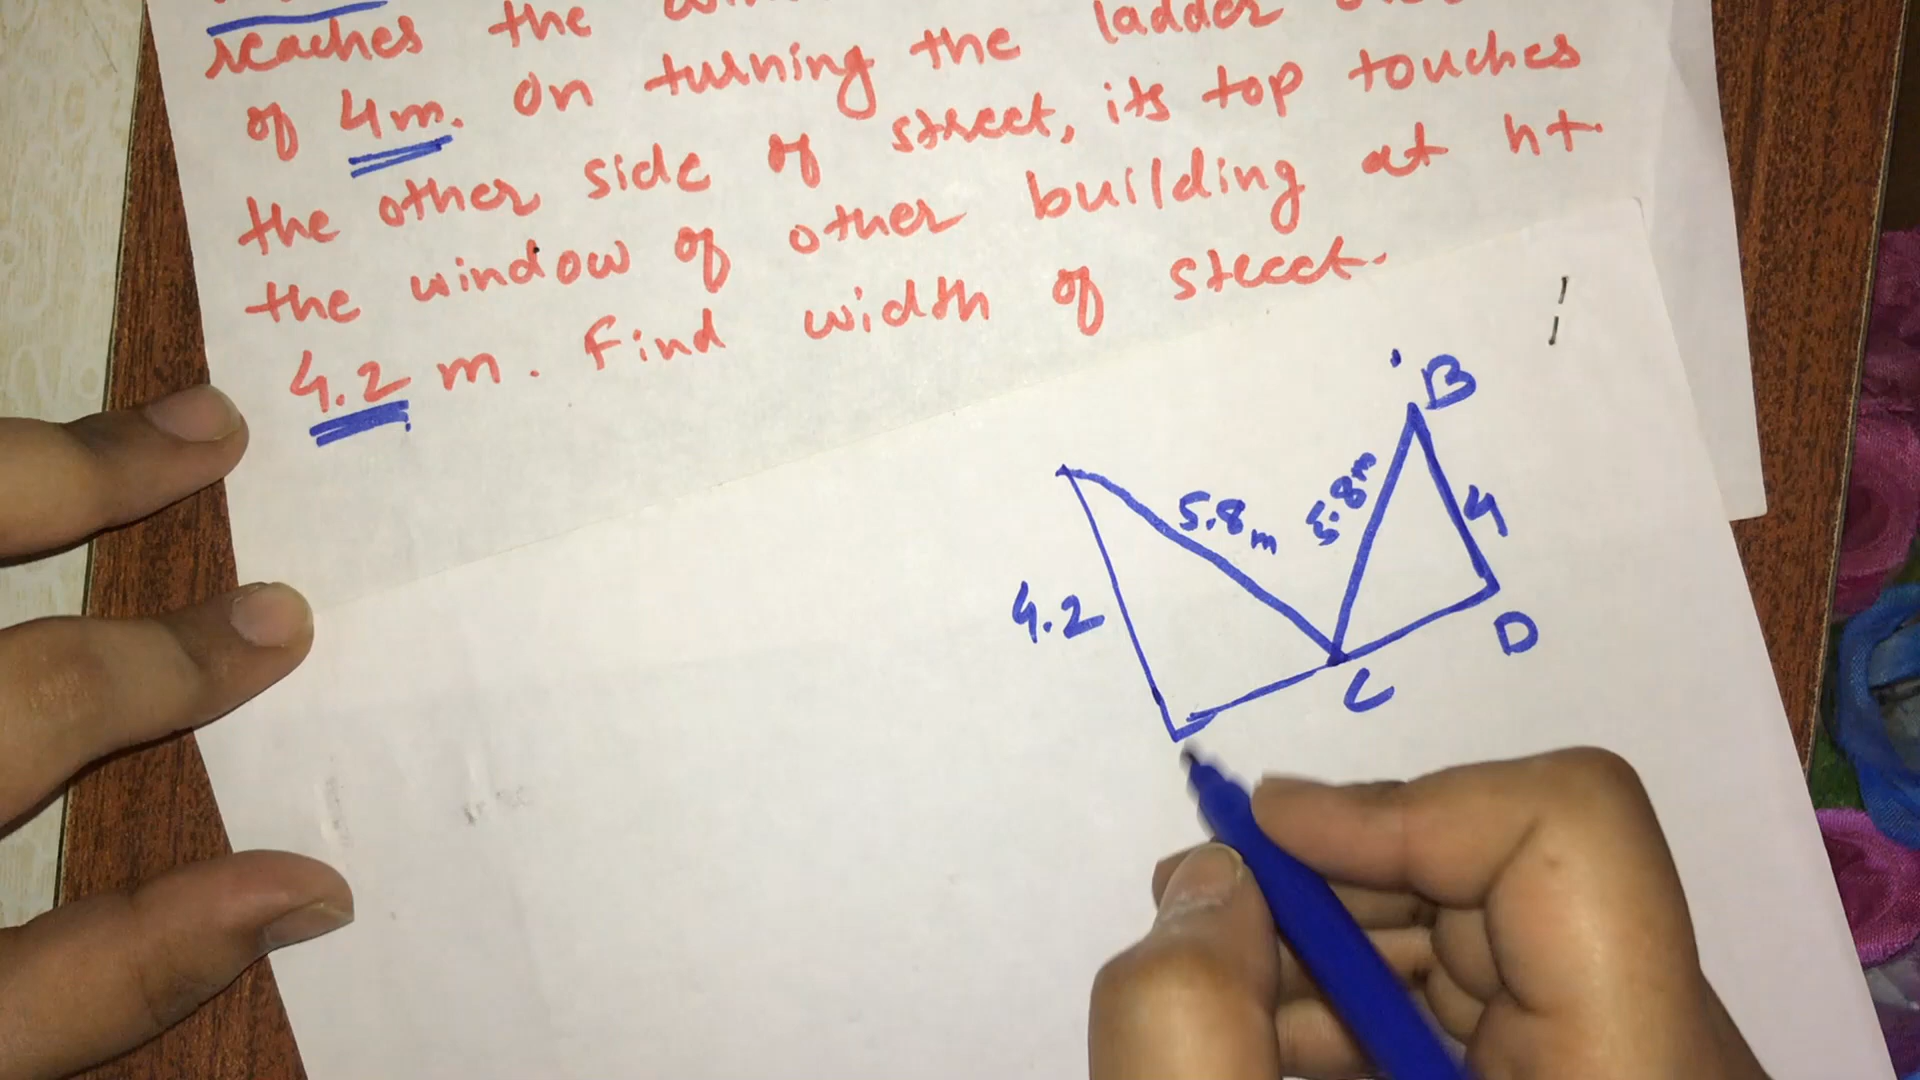 reaches the
of 4m. On turning the ladder
the other side of street, its top touches
the window of other building at ht
4.2 m. Find width of street.
B
5.8m 5.8m 4
4.2
D
C